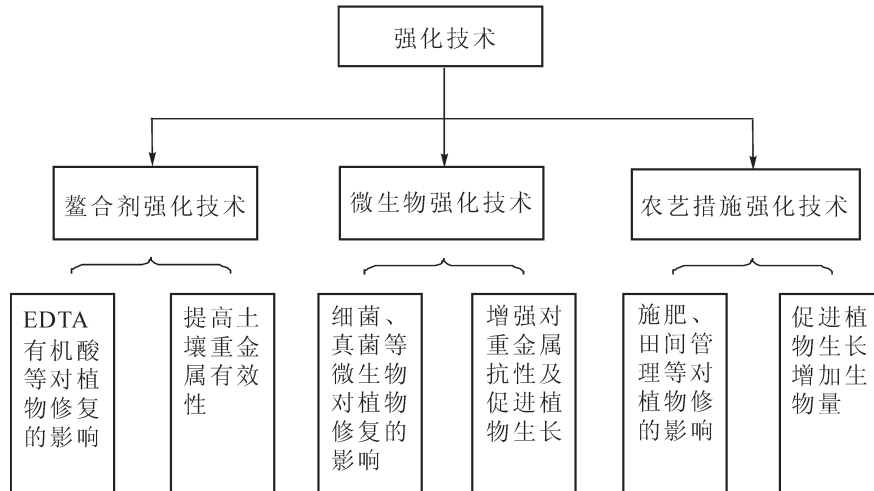 强化技术
鳌合剂强化技术
微生物强化技术
农艺措施强化技术
EDTA
有机酸
等对植
物修复
的影响
提高土
壤重金
属有效
性
细菌、
真菌等
微生物
对植物
修复的
影响
增强对
重金属
抗性及
促进植
物生长
施肥、
田间管
理等对
植物修
的影响
促进植
物生长
增加生
物量